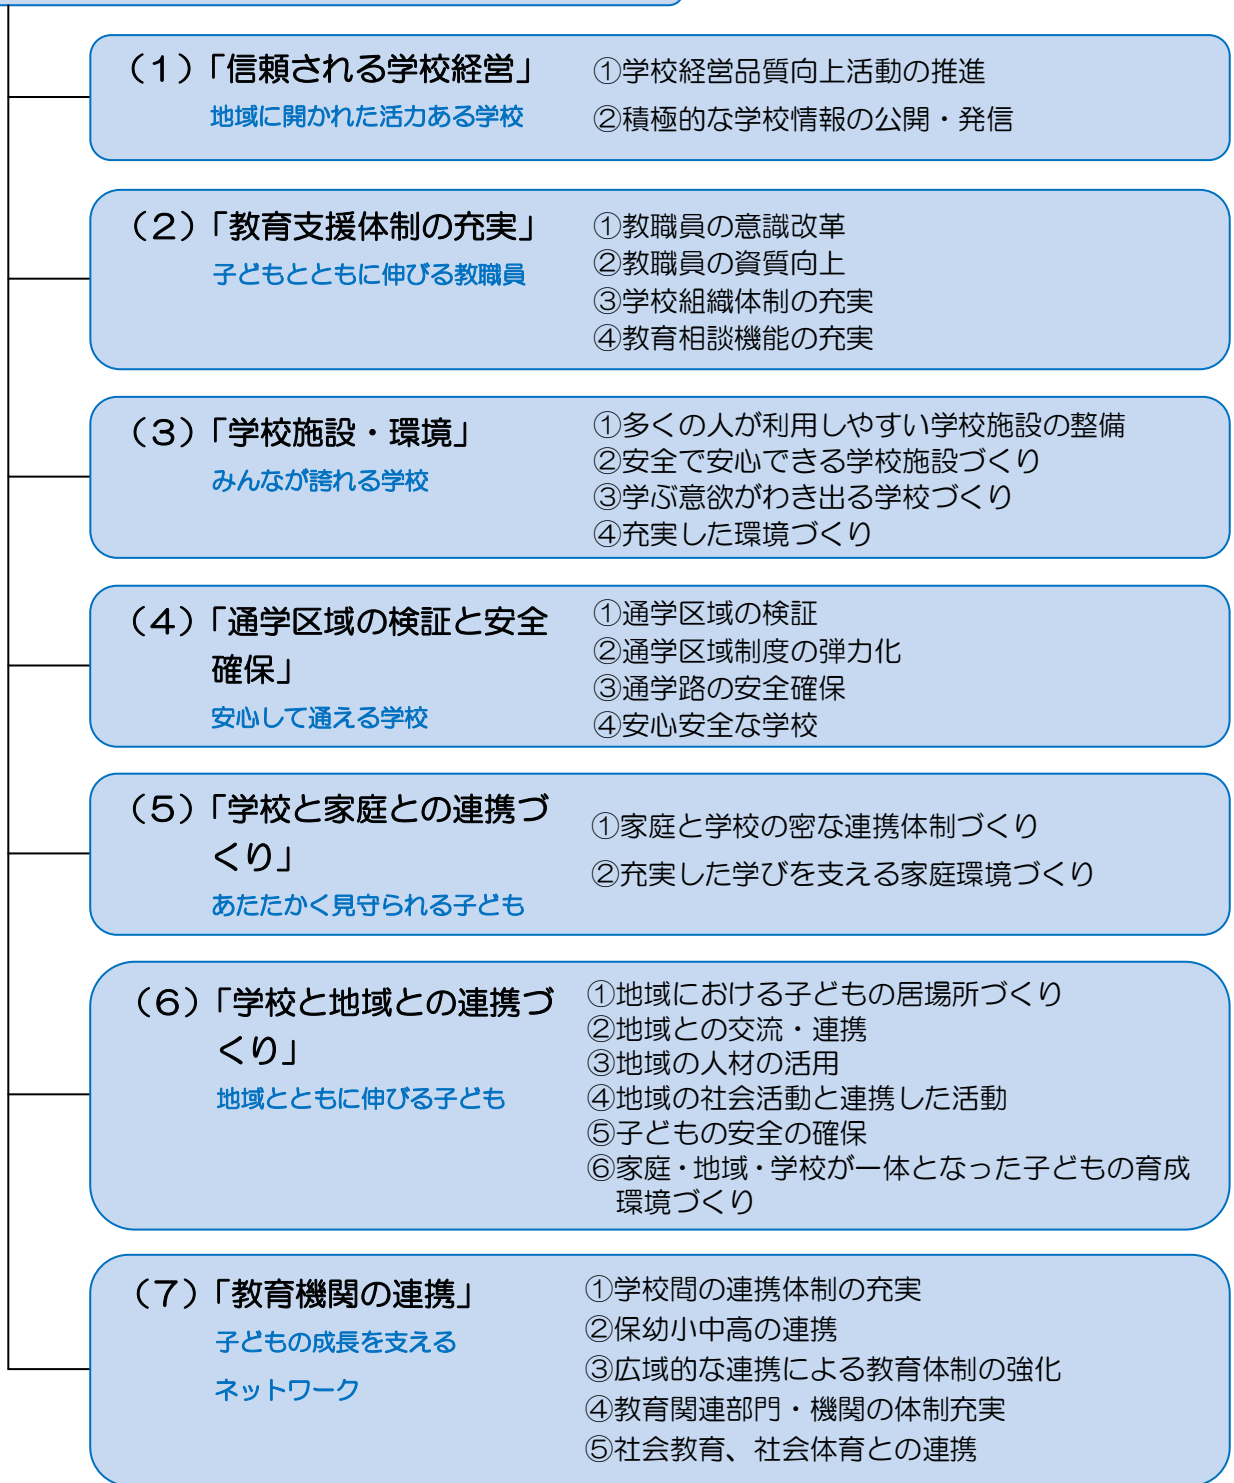 （１）「信頼される学校経営」
地域に開かれた活力ある学校
①学校経営品質向上活動の推進
②積極的な学校情報の公開・発信
（２）「教育支援体制の充実」
子どもとともに伸びる教職員
①教職員の意識改革
②教職員の資質向上
③学校組織体制の充実
④教育相談機能の充実
（３）「学校施設・環境」
みんなが誇れる学校
①多くの人が利用しやすい学校施設の整備
②安全で安心できる学校施設づくり
③学ぶ意欲がわき出る学校づくり
④充実した環境づくり
（４）「通学区域の検証と安全
確保」
安心して通える学校
①通学区域の検証
②通学区域制度の弾力化
③通学路の安全確保
④安心安全な学校
（５）「学校と家庭との連携づ
くり」
あたたかく見守られる子ども
①家庭と学校の密な連携体制づくり
②充実した学びを支える家庭環境づくり
（６）「学校と地域との連携づ
くり」
地域とともに伸びる子ども
①地域における子どもの居場所づくり
②地域との交流・連携
③地域の人材の活用
④地域の社会活動と連携した活動
⑤子どもの安全の確保
⑥家庭・地域・学校が一体となった子どもの育成
環境づくり
（７）「教育機関の連携」
子どもの成長を支える
ネットワーク
①学校間の連携体制の充実
②保幼小中高の連携
③広域的な連携による教育体制の強化
④教育関連部門・機関の体制充実
⑤社会教育、社会体育との連携